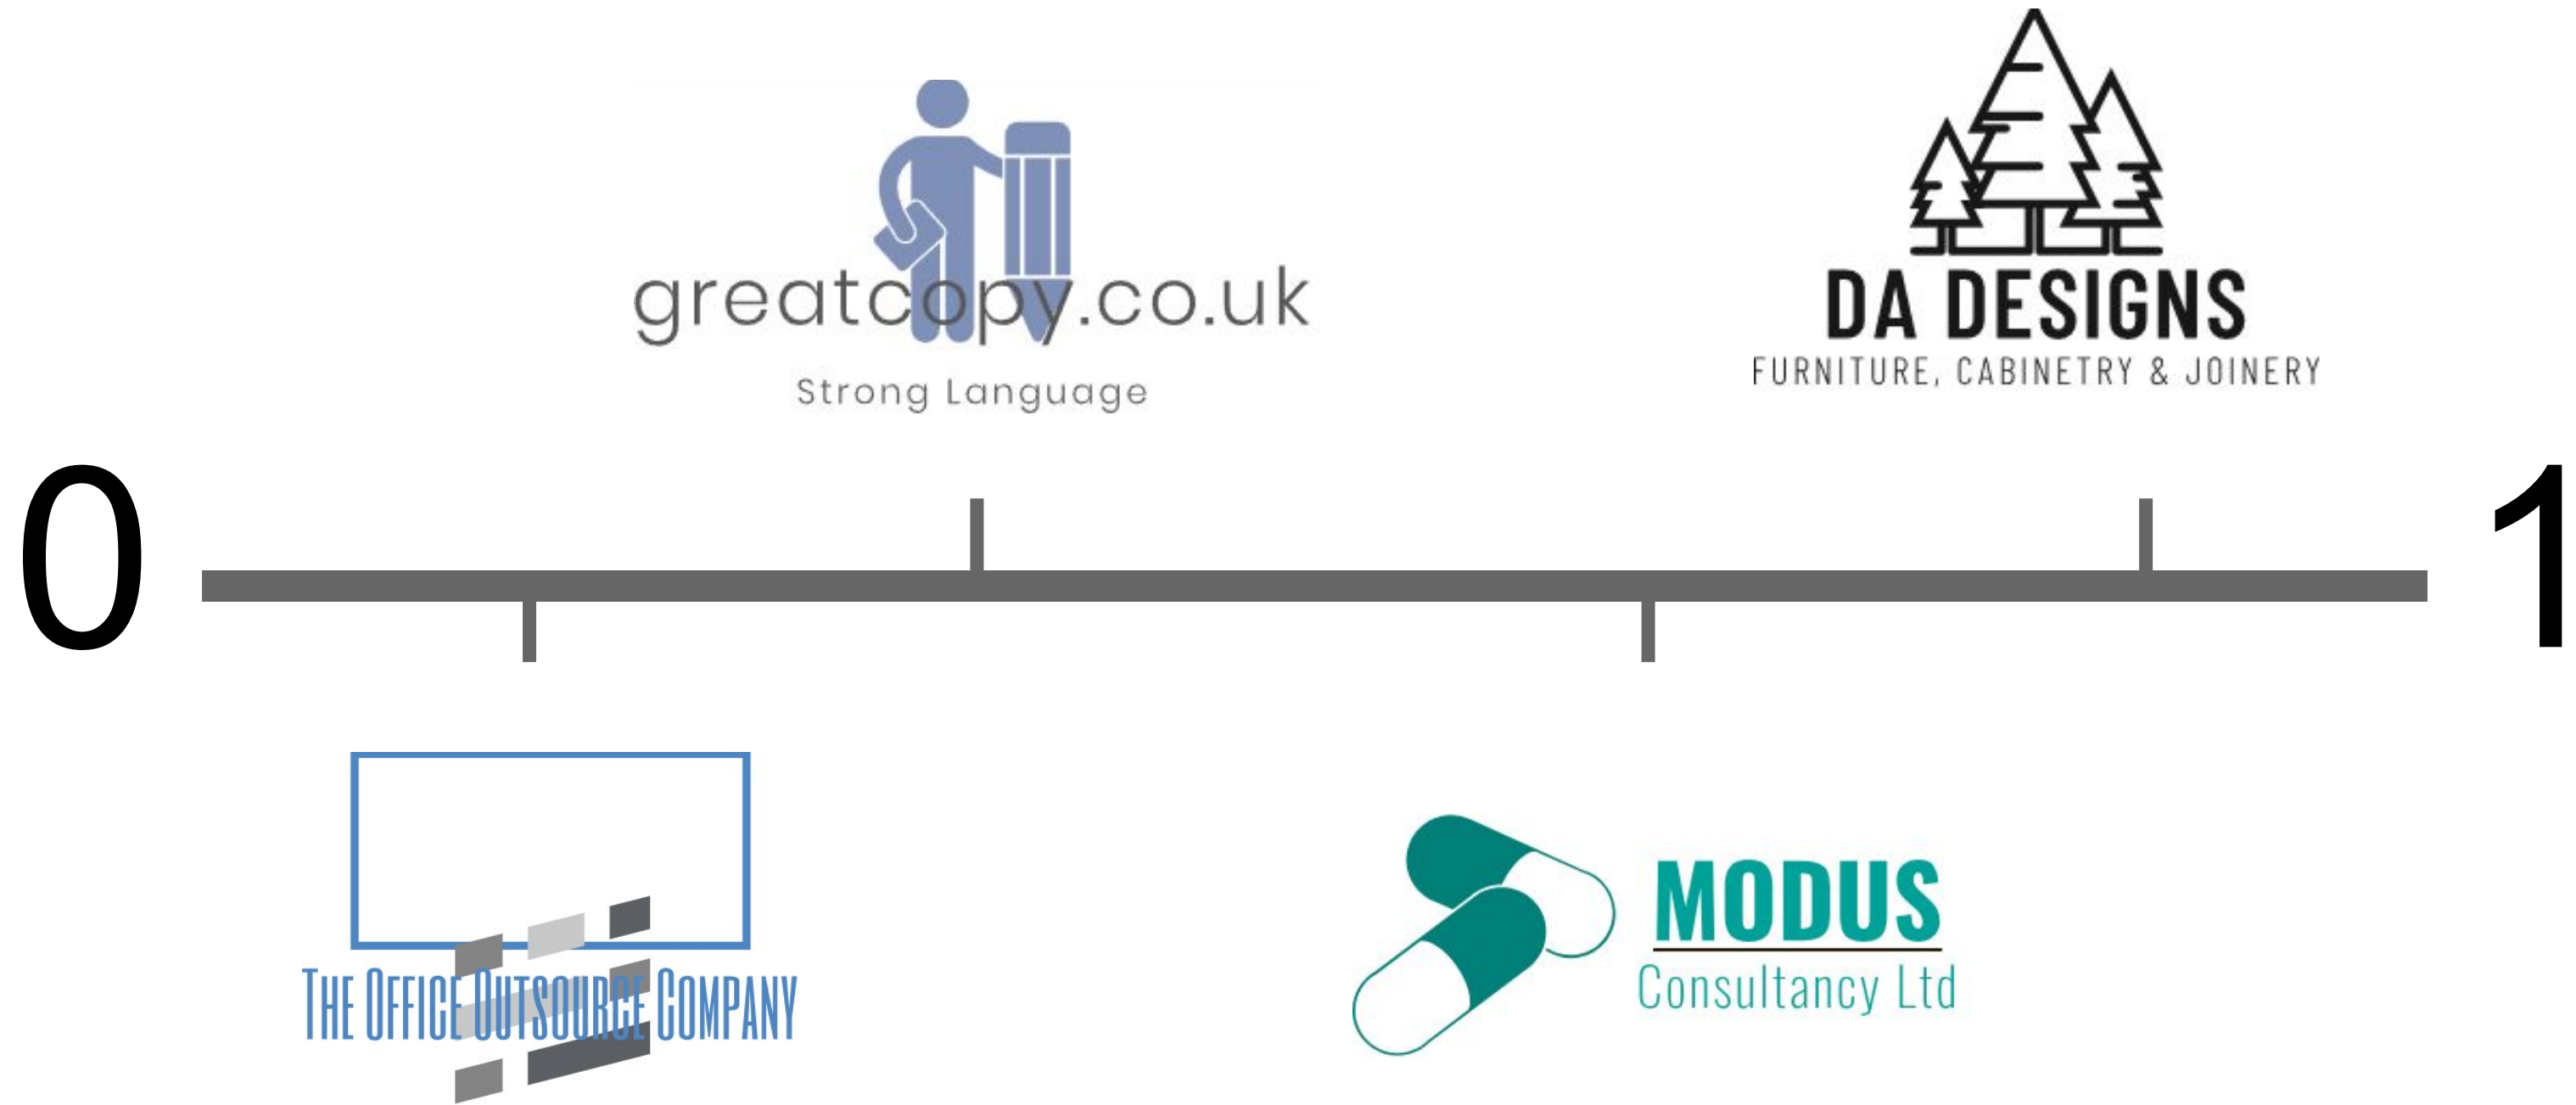 greatcopy.co.uk
Strong Language
DA DESIGNS
FURNITURE, CABINETRY & JOINERY
0
1
THE OFFICE OUTSOURCE COMPANY
MODUS
Consultancy Ltd